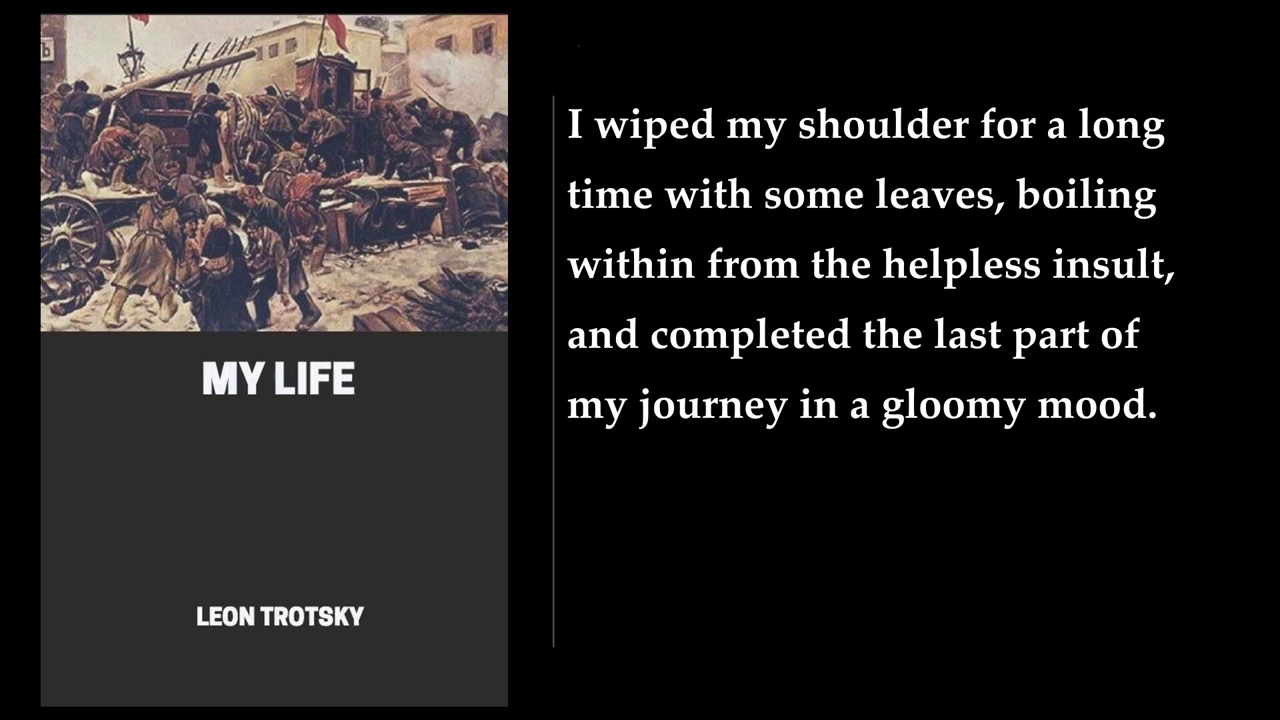 MY LIFE
LEON TROTSKY
I wiped my shoulder for a long
time with some leaves, boiling
within from the helpless insult,
and completed the last part of
my journey in a gloomy mood.